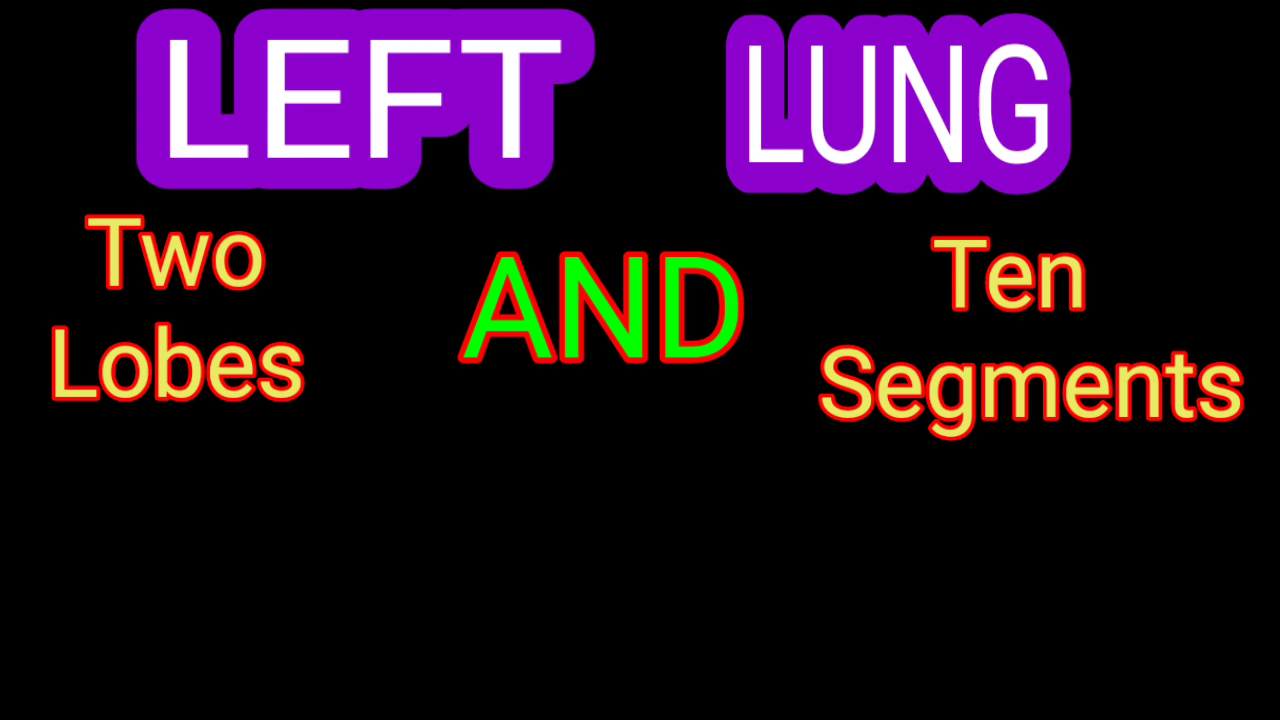 LEFT LUNG
Two
Lobes
AND
Ten
Segments